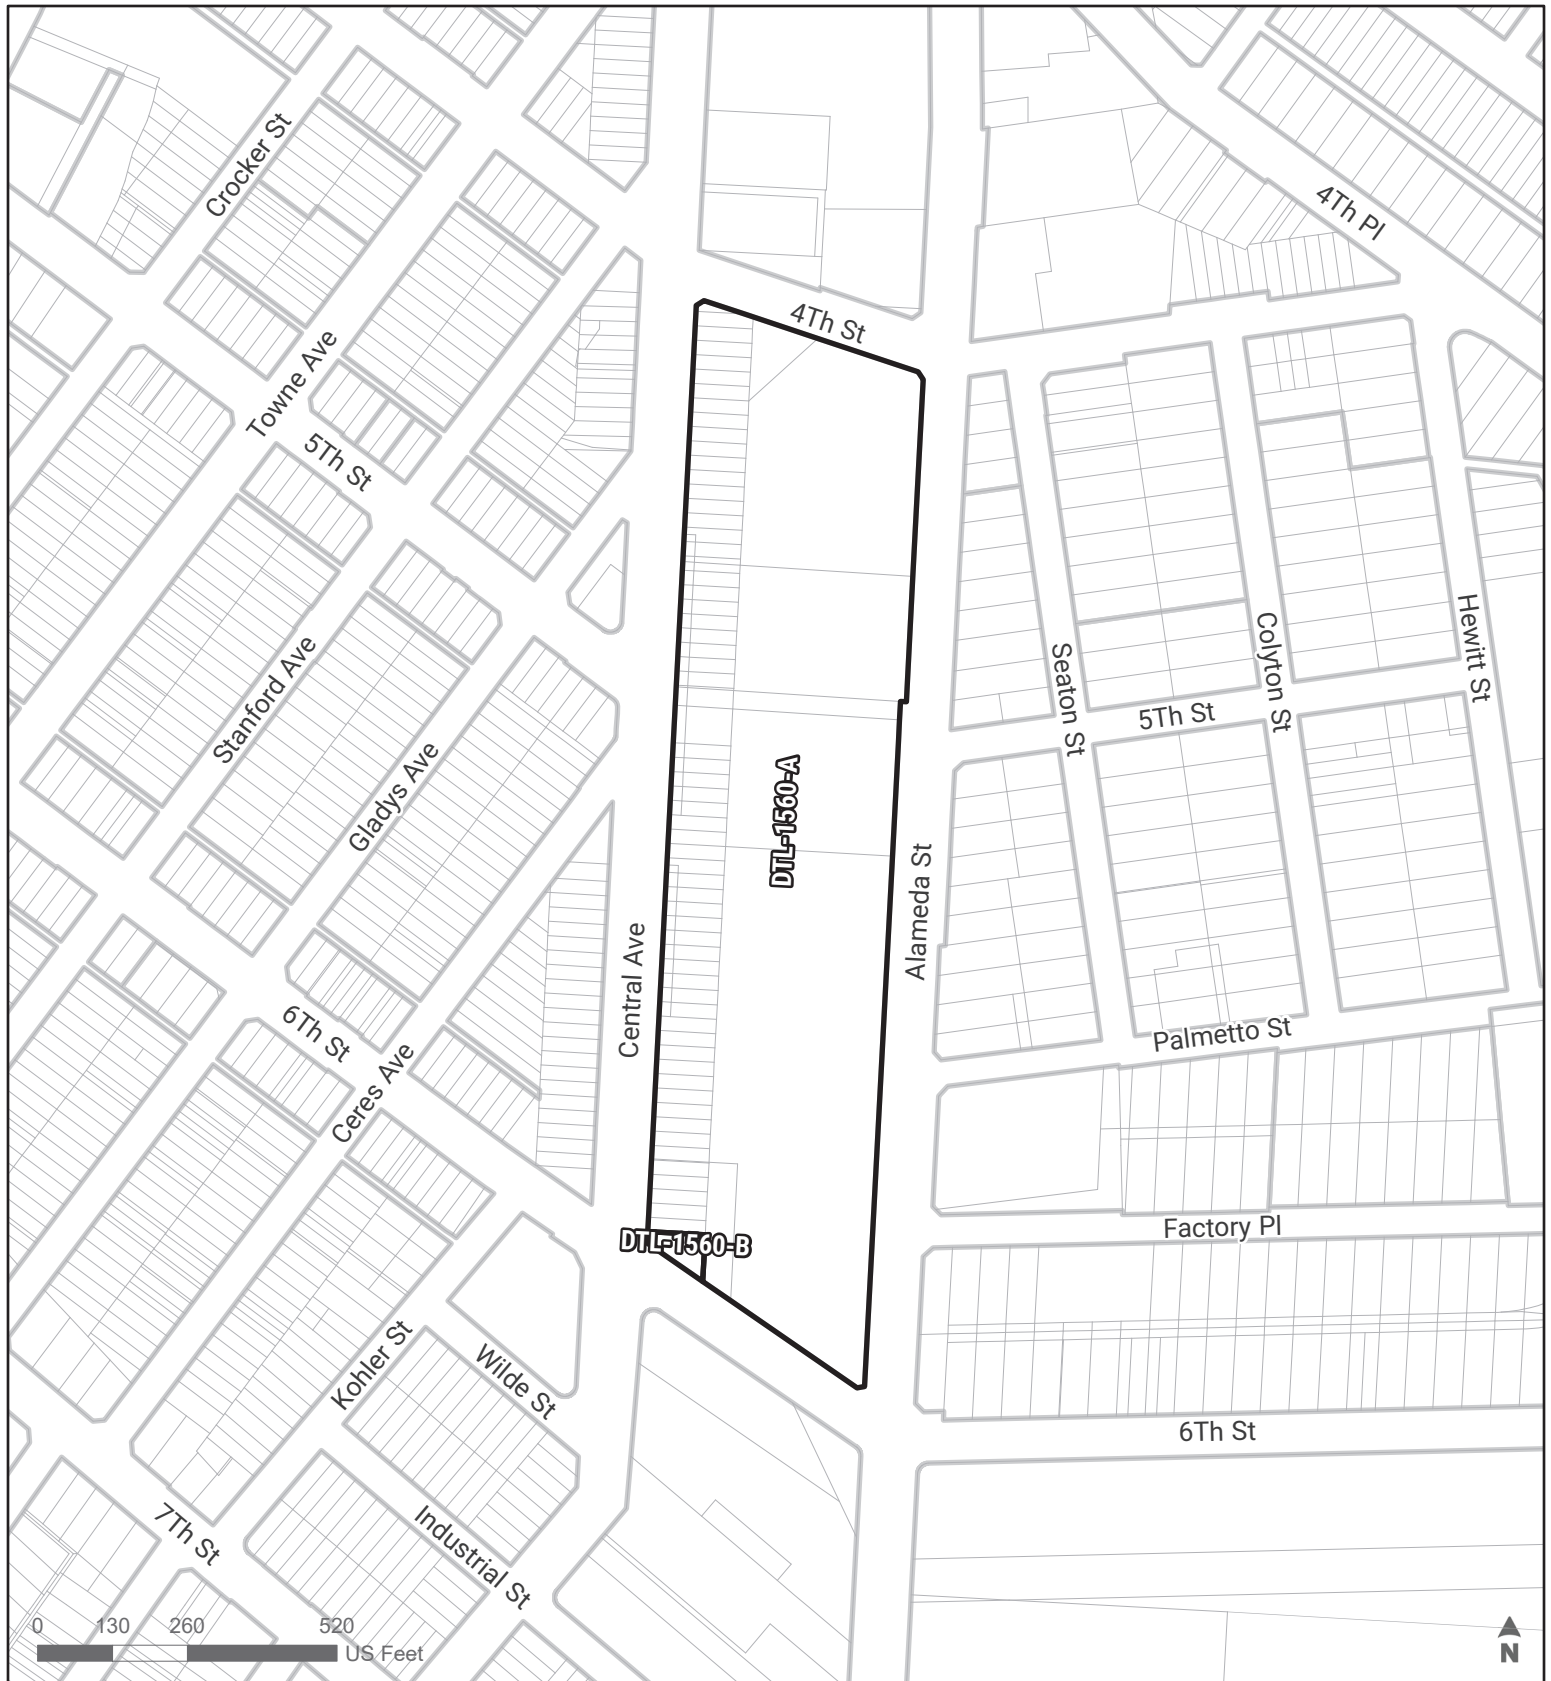 Crocker St
4Th Pl
4Th St
Towne Ave
5Th St
Hewitt St
Colyton St
Seaton St
Stanford Ave
5Th St
Gladys Ave
DTL-1560-A
Alameda St
Central Ave
6Th St
Palmetto St
Ceres Ave
Factory Pl
DTL-1560-B
Kohler St
Wilde St
6Th St
7Th St
Industrial St
0 130 260 520
US Feet
N